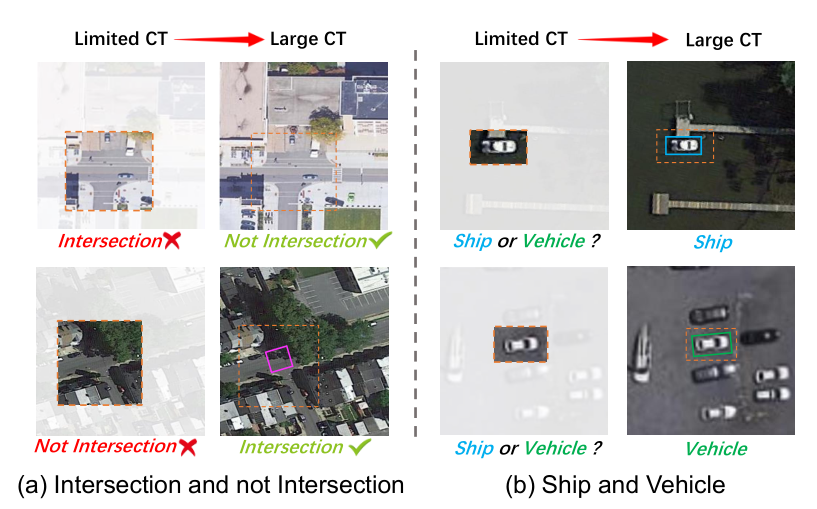 Limited CT
Large CT
Limited CT
Large CT
Intersection
Not Intersection
Ship or Vehicle ?
Ship
Not Intersection
Intersection
Ship or Vehicle ?
Vehicle
(a) Intersection and not Intersection
(b) Ship and Vehicle